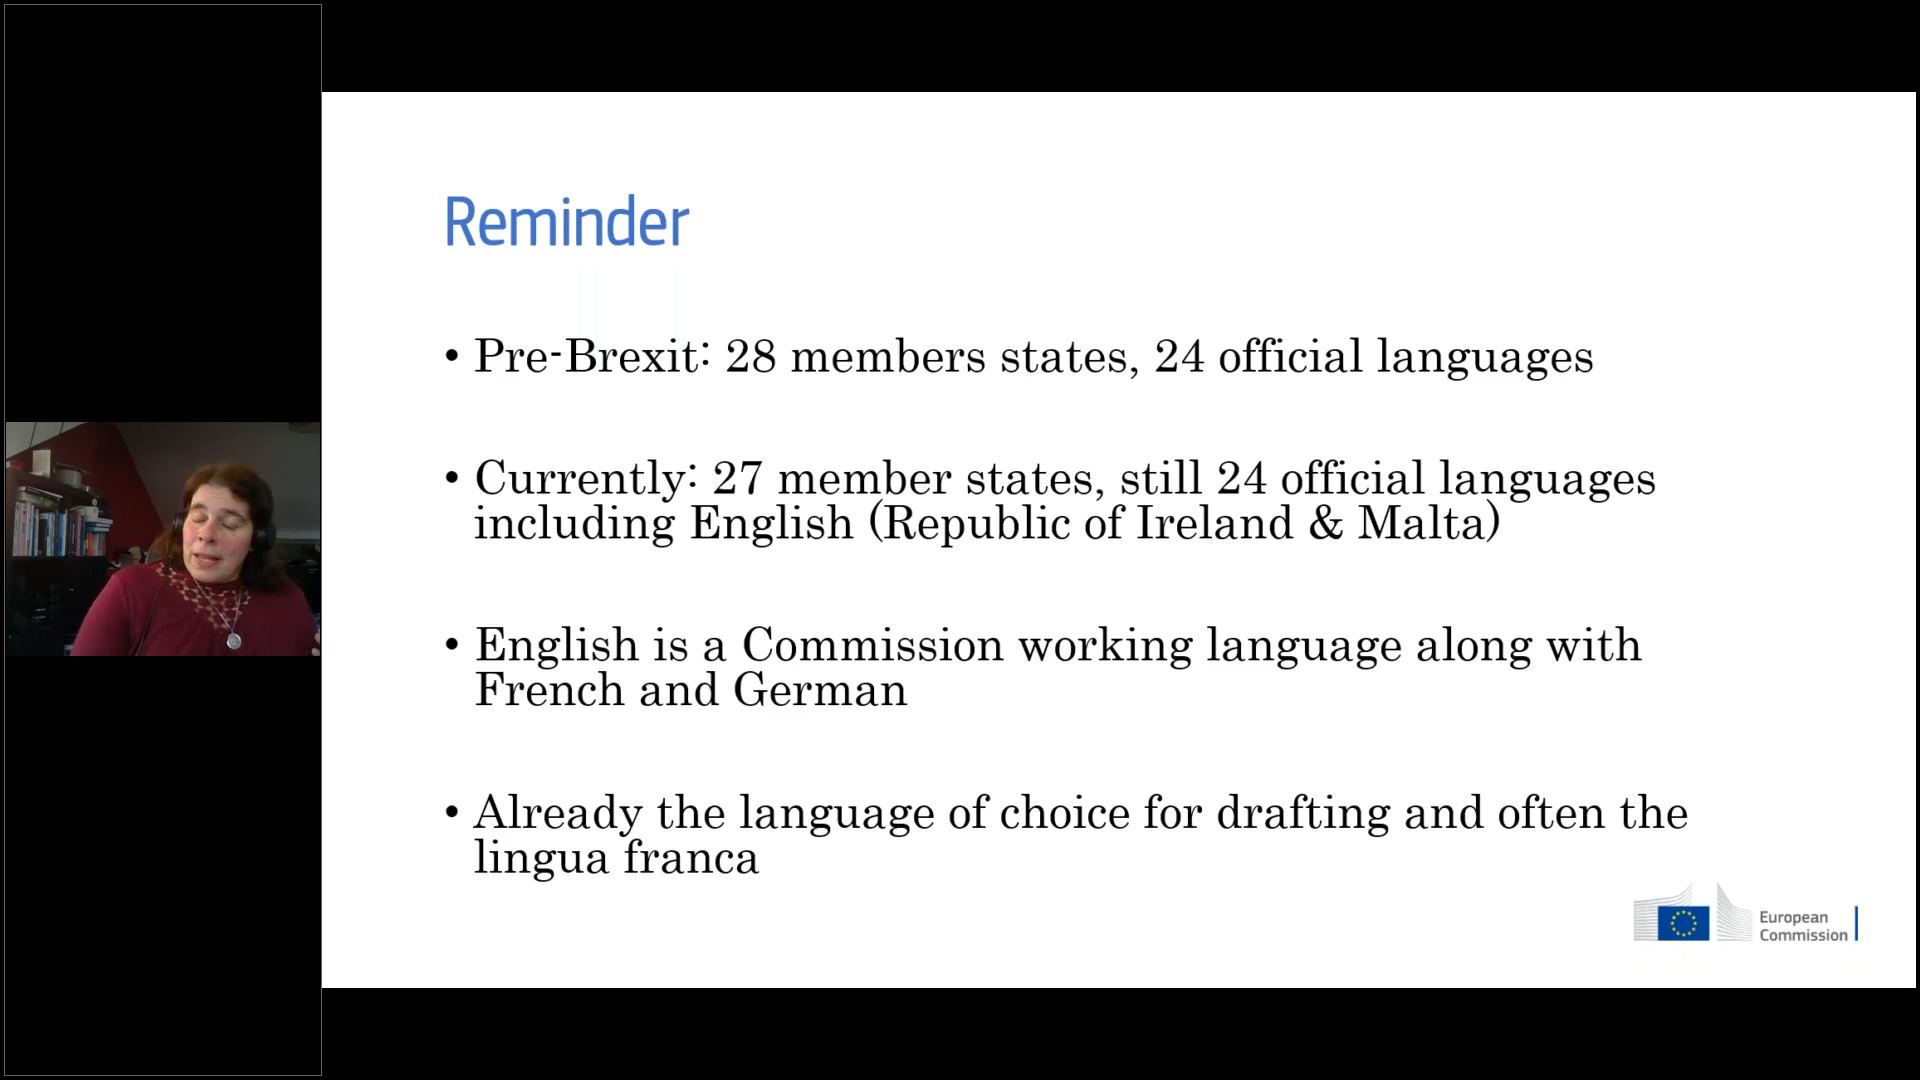 Reminder
• Pre-Brexit: 28 members states, 24 official languages
• Currently: 27 member states, still 24 official languages
including English (Republic of Ireland & Malta)
• English is a Commission working language along with
French and German
• Already the language of choice for drafting and often the
lingua franca
European
Commission